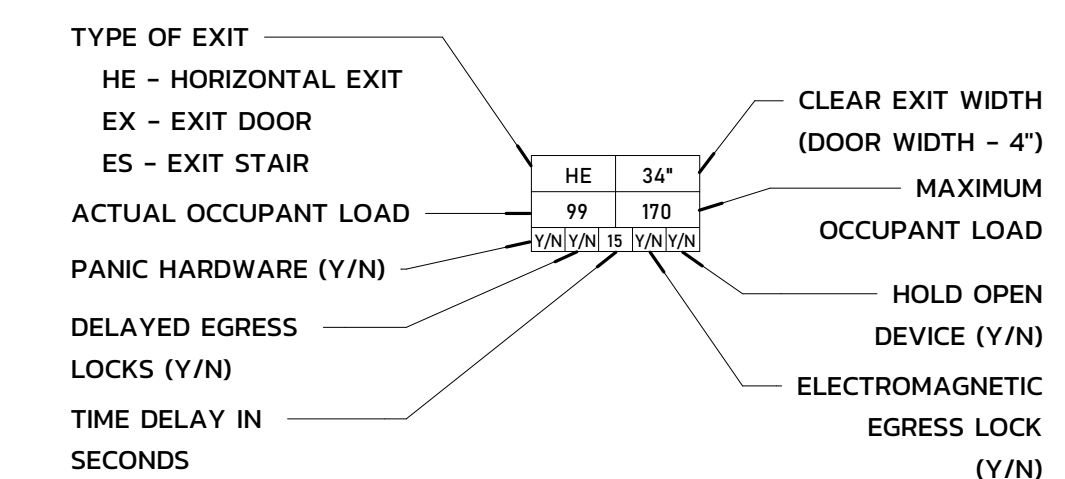 TYPE OF EXIT
HE - HORIZONTAL EXIT
EX - EXIT DOOR
ES - EXIT STAIR
ACTUAL OCCUPANT LOAD
PANIC HARDWARE (Y/N)
DELAYED EGRESS
LOCKS (Y/N)
TIME DELAY IN
SECONDS
HE 34"
99 170
Y/N Y/N 15 Y/N Y/N
CLEAR EXIT WIDTH
(DOOR WIDTH - 4")
MAXIMUM
OCCUPANT LOAD
HOLD OPEN
DEVICE (Y/N)
ELECTROMAGNETIC
EGRESS LOCK
(Y/N)